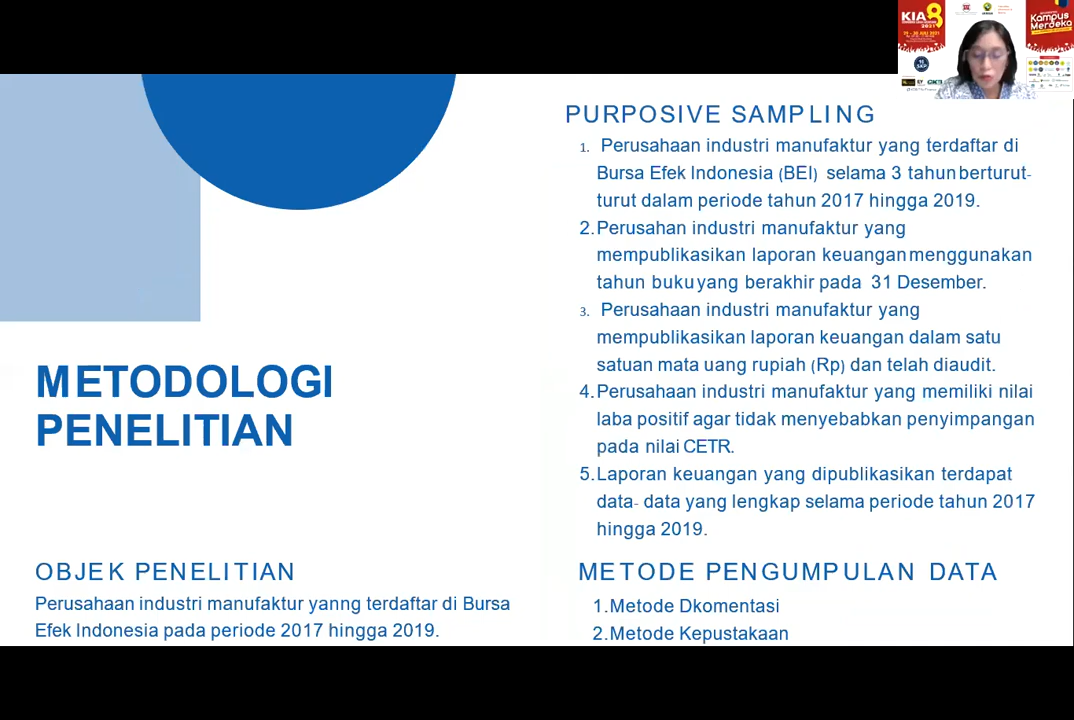 KIA 8
Kampus
Merdeka
METODOLOGI
PENELITIAN
OBJEK PENELITIAN
Perusahaan industri manufaktur yanng terdaftar di Bursa
Efek Indonesia pada periode 2017 hingga 2019.
PURPOSIVE SAMPLING
1. Perusahaan industri manufaktur yang terdaftar di
Bursa Efek Indonesia (BEI) selama 3 tahun berturut-
turut dalam periode tahun 2017 hingga 2019.
2. Perusahan industri manufaktur yang
mempublikasikan laporan keuangan menggunakan
tahun buku yang berakhir pada 31 Desember.
3. Perusahaan industri manufaktur yang
mempublikasikan laporan keuangan dalam satu
satuan mata uang rupiah (Rp) dan telah diaudit.
4. Perusahaan industri manufaktur yang memiliki nilai
laba positif agar tidak menyebabkan penyimpangan
pada nilai CETR.
5. Laporan keuangan yang dipublikasikan terdapat
data- data yang lengkap selama periode tahun 2017
hingga 2019.
METODE PENGUMPULAN DATA
1. Metode Dkomentasi
2. Metode Kepustakaan